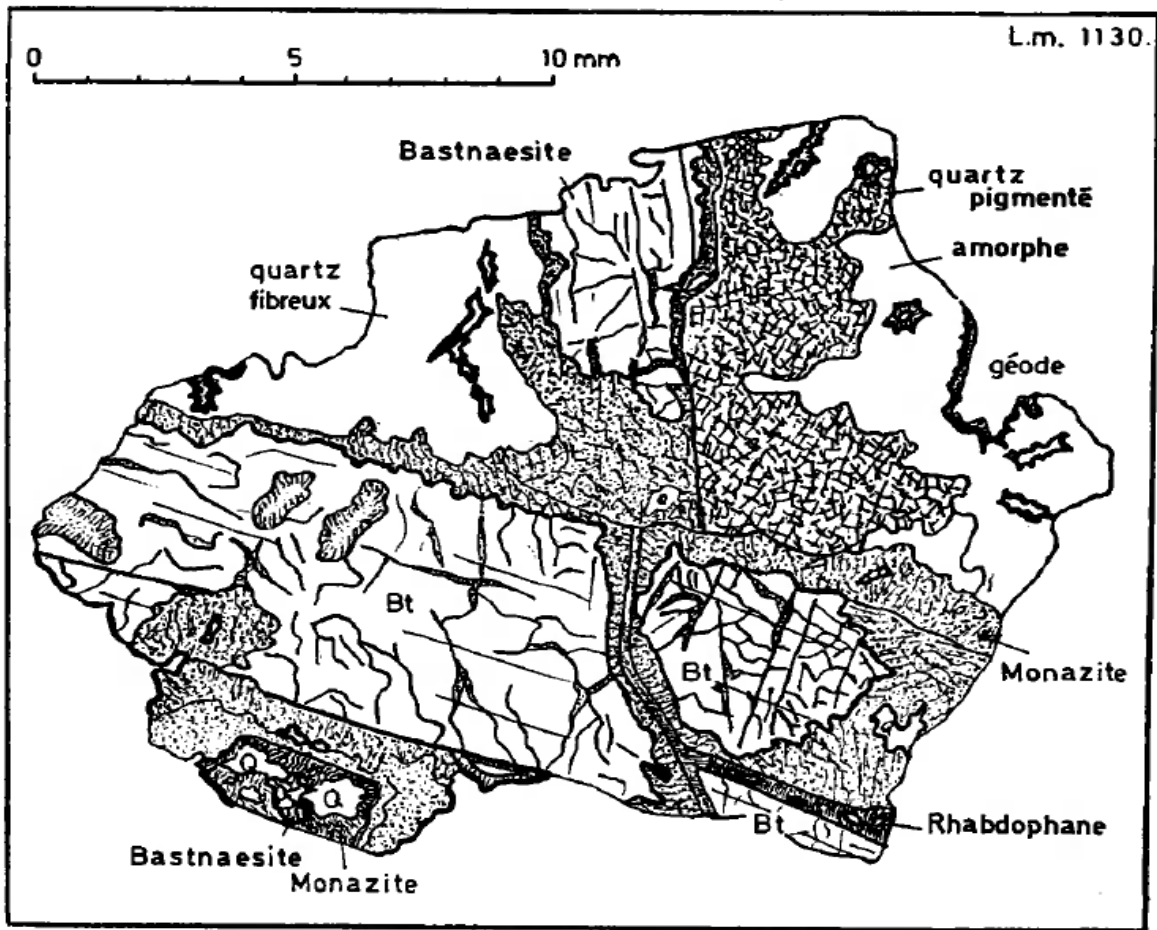 L.m. 1130.
0 5 10 mm
Bastnaesite
quartz
pigmenté
amorphe
quartz
fibreux
géode
Bt
Bt
Monazite
Q
Q
Bt
Rhabdophane
Bastnaesite
Monazite